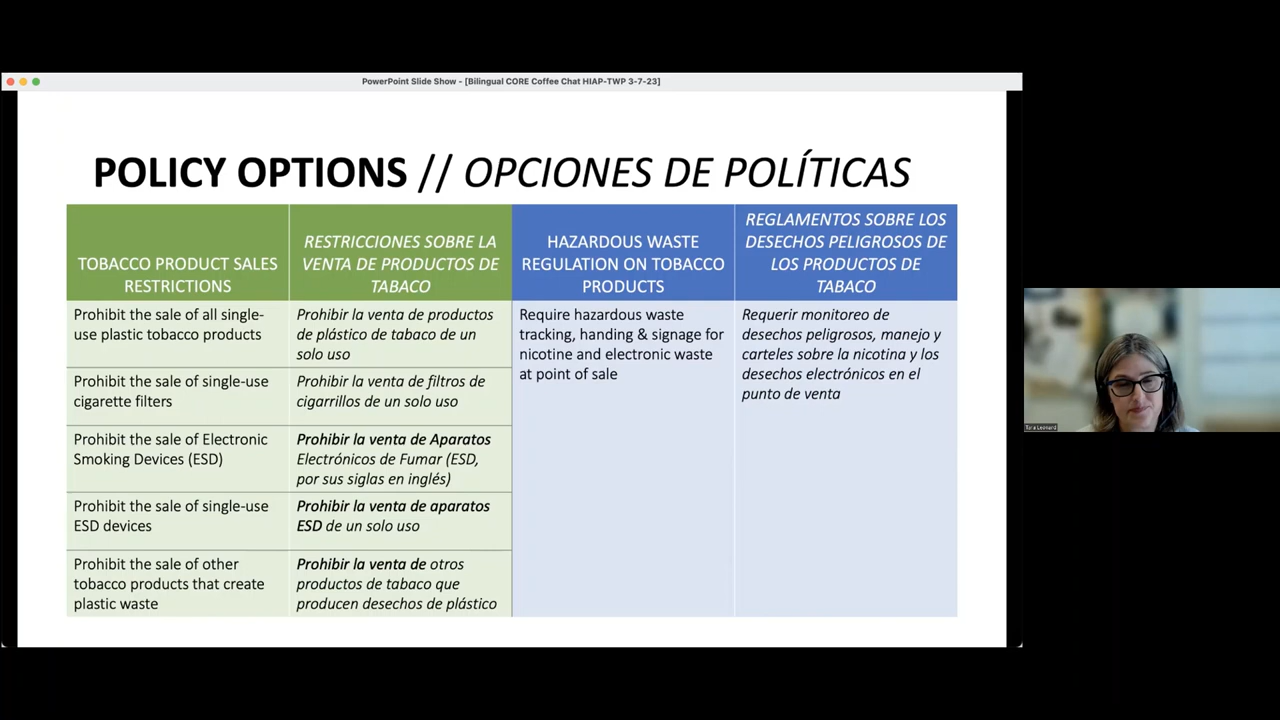 PowerPoint Slide Show - [Bilingual CORE Coffee Chat HIAP-TWP 3-7-23]
POLICY OPTIONS // OPCIONES DE POLÍTICAS
TOBACCO PRODUCT SALES
RESTRICTIONS
RESTRICCIONES SOBRE LA
VENTA DE PRODUCTOS DE
TABACO
HAZARDOUS WASTE
REGULATION ON TOBACCO
PRODUCTS
REGLAMENTOS SOBRE LOS
DESECHOS PELIGROSOS DE
LOS PRODUCTOS DE
TABACO
Prohibit the sale of all single-
use plastic tobacco products
Prohibir la venta de productos
de plástico de tabaco de un
solo uso
Require hazardous waste
tracking, handing & signage for
nicotine and electronic waste
at point of sale
Requerir monitoreo de
desechos peligrosos, manejo y
carteles sobre la nicotina y los
desechos electrónicos en el
punto de venta
Prohibit the sale of single-use
cigarette filters
Prohibir la venta de filtros de
cigarrillos de un solo uso
Prohibit the sale of Electronic
Smoking Devices (ESD)
Prohibir la venta de Aparatos
Electrónicos de Fumar (ESD,
por sus siglas en inglés)
Prohibit the sale of single-use
ESD devices
Prohibir la venta de aparatos
ESD de un solo uso
Prohibit the sale of other
tobacco products that create
plastic waste
Prohibir la venta de otros
productos de tabaco que
producen desechos de plástico
Tara Leonard